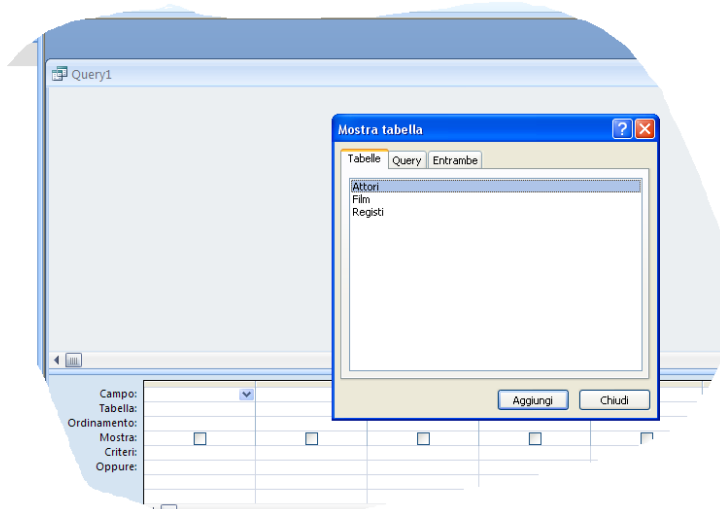 Query1
Mostra tabella
Tabelle Query Entrambe
Attori
Film
Registi
Aggiungi Chiudi
Campo:
Tabella:
Ordinamento:
Mostra:
Criteri:
Oppure: